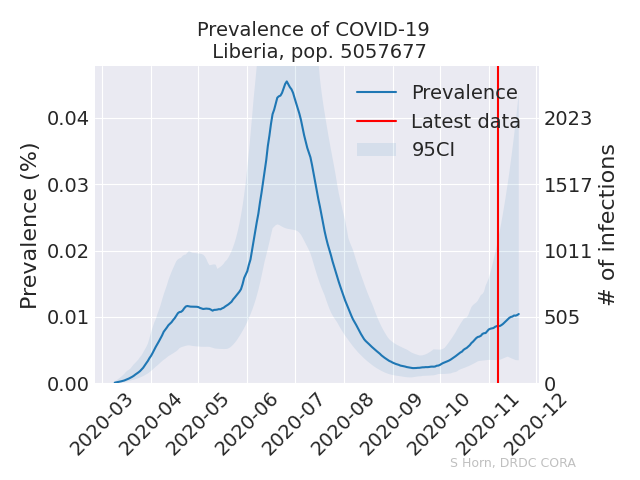 Prevalence of COVID-19
Liberia, pop. 5057677
Prevalence
Latest data
95CI
Prevalence (%)
0.04
0.03
0.02
0.01
0.00
2023
1517
1011
505
0
# of infections
2020-03
2020-04
2020-05
2020-06
2020-07
2020-08
2020-09
2020-10
2020-11
2020-12
S Horn, DRDC CORA